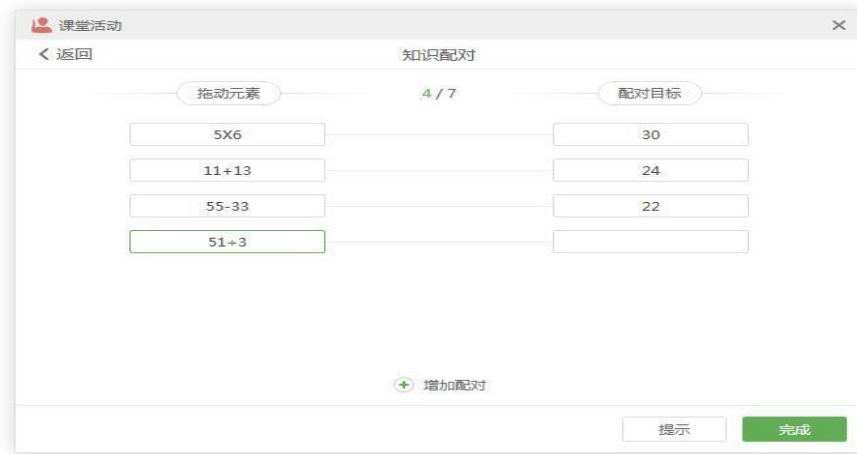 课堂活动
返回 知识配对
拖动元素 4 / 7 配对目标
5X6 30
11+13 24
55-33 22
51÷3
增加配对
提示 完成